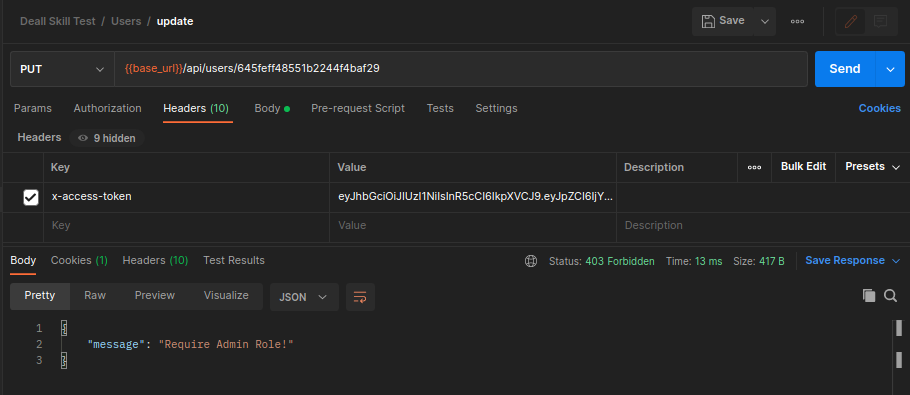 Deall Skill Test / Users / update
Save
PUT
{{base_url}}/api/users/645feff48551b2244f4baf29
Send
Params Authorization Headers (10) Body Pre-request Script Tests Settings Cookies
Headers 9 hidden
Key Value Description Bulk Edit Presets
x-access-token eyJhbGciOiJIUzI1NiIsInR5cCI6IkpXVCJ9.eyJpZCI6IjY...
Key Value Description
Body Cookies (1) Headers (10) Test Results Status: 403 Forbidden Time: 13 ms Size: 417 B Save Response
Pretty Raw Preview Visualize JSON
1 {
2 "message": "Require Admin Role!"
3 }